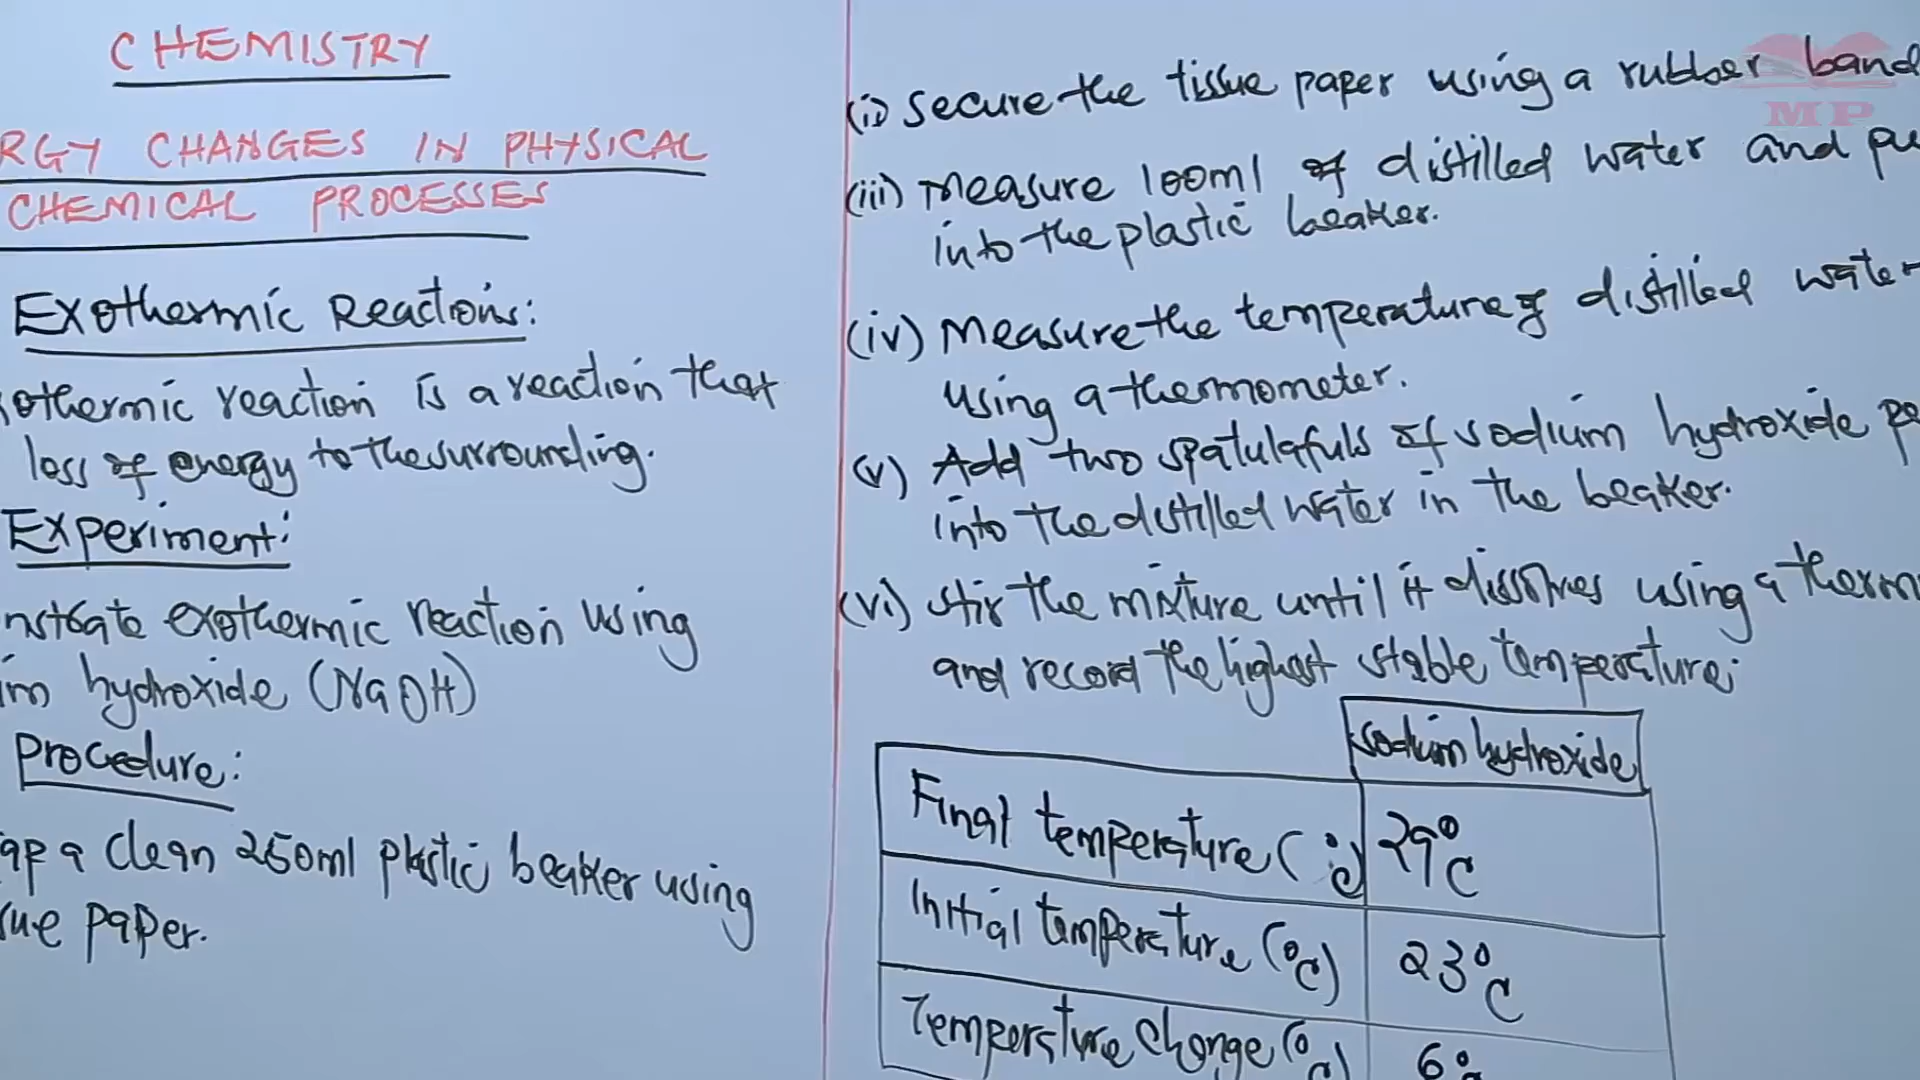 CHEMISTRY
RGY CHANGES IN PHYSICAL
CHEMICAL PROCESSES
Exothermic Reactions:
othermic reaction is a reaction that
loss of energy to the surrounding.
Experiment:
nstrate exothermic reaction using
im hydroxide (NaOH)
Procedure:
ap a clean 250ml plastic beaker using
sue paper.
(ii) Secure the tissue paper using a rubber band
(iii) Measure 100ml of distilled water and pu
into the plastic beaker.
(iv) Measure the temperature of distilled water
using a thermometer.
(v) Add two spatulafuls of sodium hydroxide pe
into the distilled water in the beaker.
(vi) Stir the mixture until it dissolves using a therm
and record the highest stable temperature:
Sodium hydroxide
Final temperature (°C) 29°C
Initial temperature (°C) 23°C
Temperature change (°C) 6°C
MP